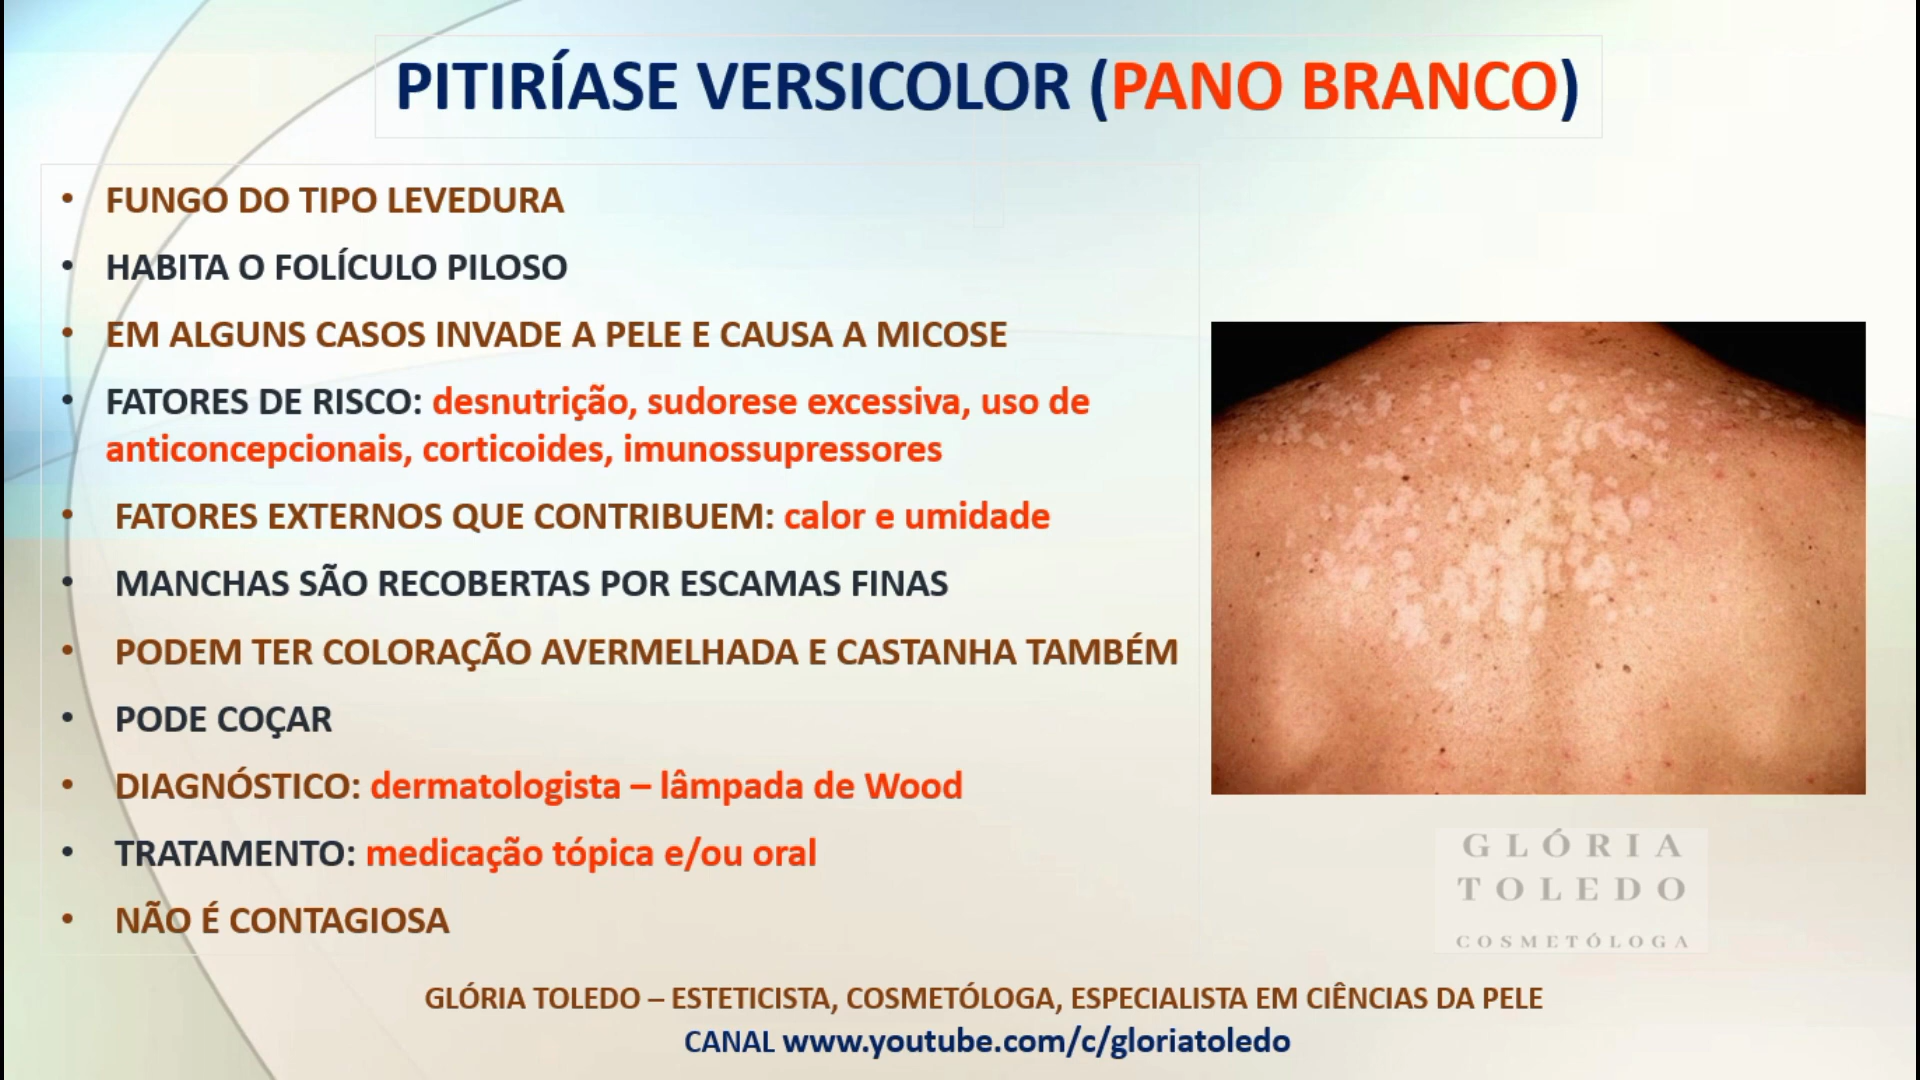 PITIRÍASE VERSICOLOR (PANO BRANCO)
• FUNGO DO TIPO LEVEDURA
• HABITA O FOLÍCULO PILOSO
• EM ALGUNS CASOS INVADE A PELE E CAUSA A MICOSE
• FATORES DE RISCO: desnutrição, sudorese excessiva, uso de
anticoncepcionais, corticoides, imunossupressores
• FATORES EXTERNOS QUE CONTRIBUEM: calor e umidade
• MANCHAS SÃO RECOBERTAS POR ESCAMAS FINAS
• PODEM TER COLORAÇÃO AVERMELHADA E CASTANHA TAMBÉM
• PODE COÇAR
• DIAGNÓSTICO: dermatologista – lâmpada de Wood
• TRATAMENTO: medicação tópica e/ou oral
• NÃO É CONTAGIOSA
GLÓRIA
TOLEDO
COSMETÓLOGA
GLÓRIA TOLEDO – ESTETICISTA, COSMETÓLOGA, ESPECIALISTA EM CIÊNCIAS DA PELE
CANAL www.youtube.com/c/gloriatoledo